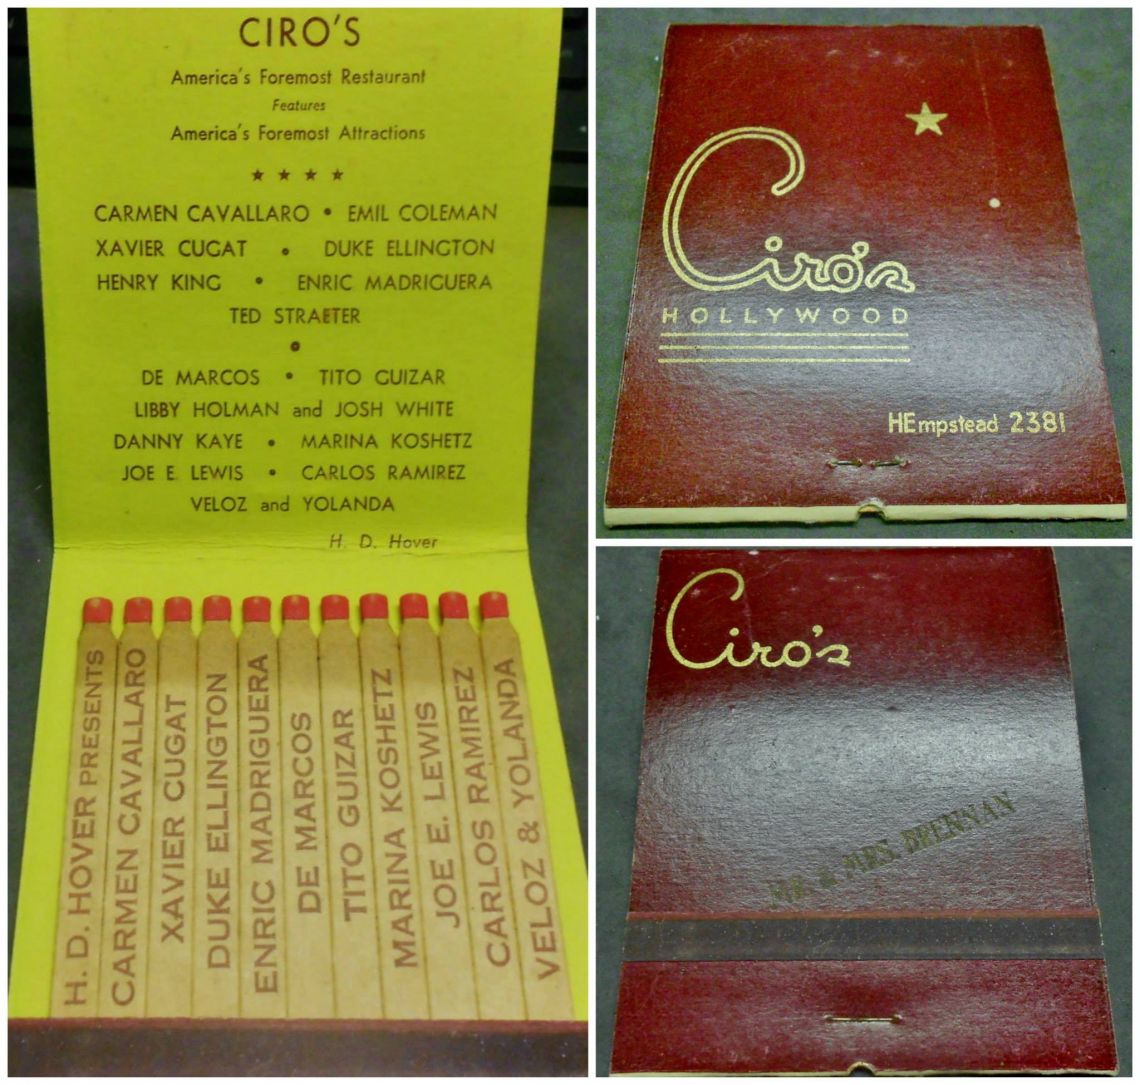 CIRO'S
America's Foremost Restaurant
Features
America's Foremost Attractions
★ ★ ★ ★
CARMEN CAVALLARO • EMIL COLEMAN
XAVIER CUGAT • DUKE ELLINGTON
HENRY KING • ENRIC MADRIGUERA
TED STRAETER
•
DE MARCOS • TITO GUIZAR
LIBBY HOLMAN and JOSH WHITE
DANNY KAYE • MARINA KOSHETZ
JOE E. LEWIS • CARLOS RAMIREZ
VELOZ and YOLANDA
H. D. Hover
H. D. HOVER PRESENTS
CARMEN CAVALLARO
XAVIER CUGAT
DUKE ELLINGTON
ENRIC MADRIGUERA
DE MARCOS
TITO GUIZAR
MARINA KOSHETZ
JOE E. LEWIS
CARLOS RAMIREZ
VELOZ & YOLANDA
Ciro's
HOLLYWOOD
HEmpstead 2381
Ciro's
MR. & MRS. BRENNAN